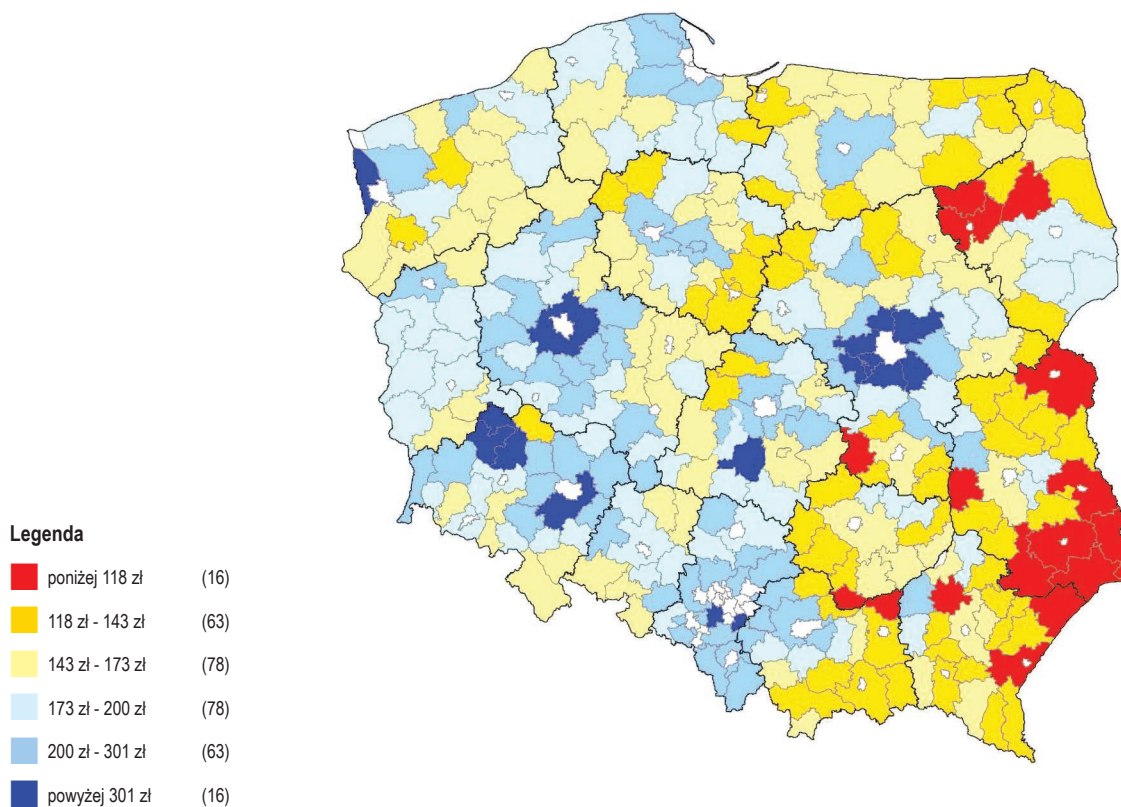 Legenda
poniżej 118 zł (16)
118 zł - 143 zł (63)
143 zł - 173 zł (78)
173 zł - 200 zł (78)
200 zł - 301 zł (63)
powyżej 301 zł (16)